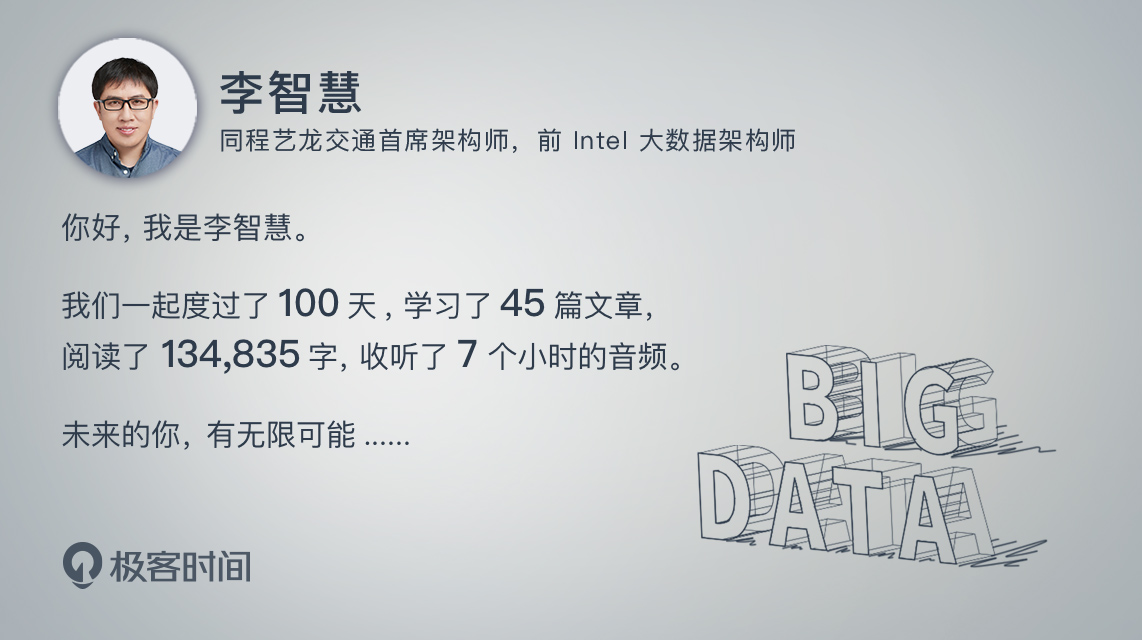 李智慧
同程艺龙交通首席架构师，前 Intel 大数据架构师
你好，我是李智慧。
我们一起度过了 100 天，学习了 45 篇文章，
阅读了 134,835 字，收听了 7 个小时的音频。
未来的你，有无限可能 ......
BIG
DATA
极客时间